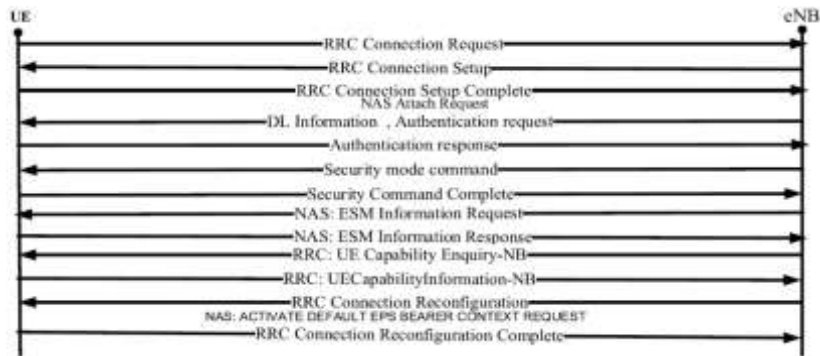 UE
eNB
RRC Connection Request
RRC Connection Setup
RRC Connection Setup Complete
NAS Attach Request
DL Information , Authentication request
Authentication response
Security mode command
Security Command Complete
NAS: ESM Information Request
NAS: ESM Information Response
RRC: UE Capability Enquiry-NB
RRC: UECapabilityInformation-NB
RRC Connection Reconfiguration
NAS: ACTIVATE DEFAULT EPS BEARER CONTEXT REQUEST
RRC Connection Reconfiguration Complete